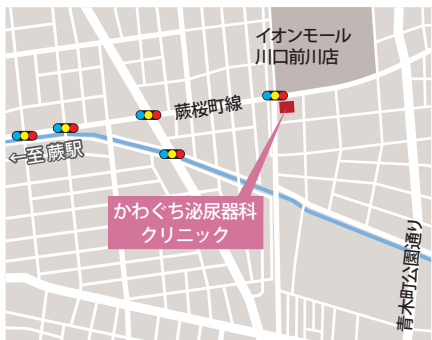 イオンモール
川口前川店
蕨桜町線
←至 蕨駅
かわぐち泌尿器科
クリニック
青木町公園通り